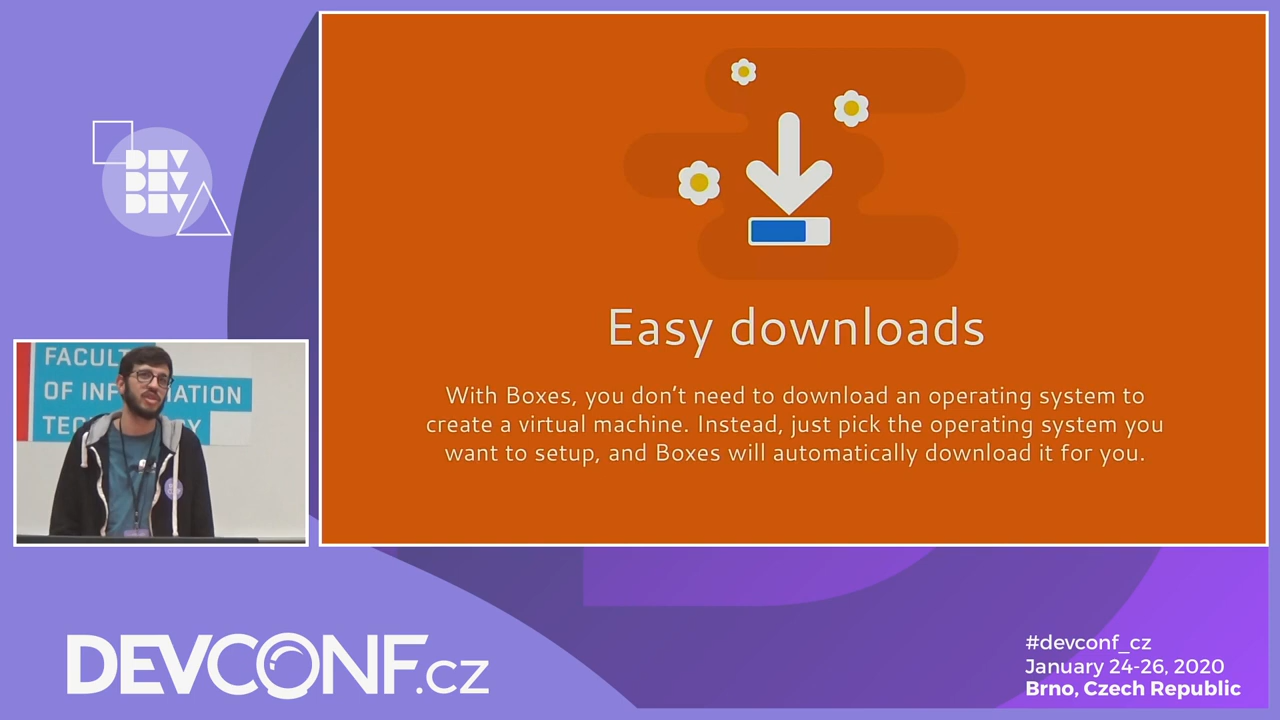 DEV
DEV
DEV
Easy downloads
With Boxes, you don’t need to download an operating system to
create a virtual machine. Instead, just pick the operating system you
want to setup, and Boxes will automatically download it for you.
FACULT
OF INF MATION
TEC Y
DEVCONF.cz
#devconf_cz
January 24-26, 2020
Brno, Czech Republic